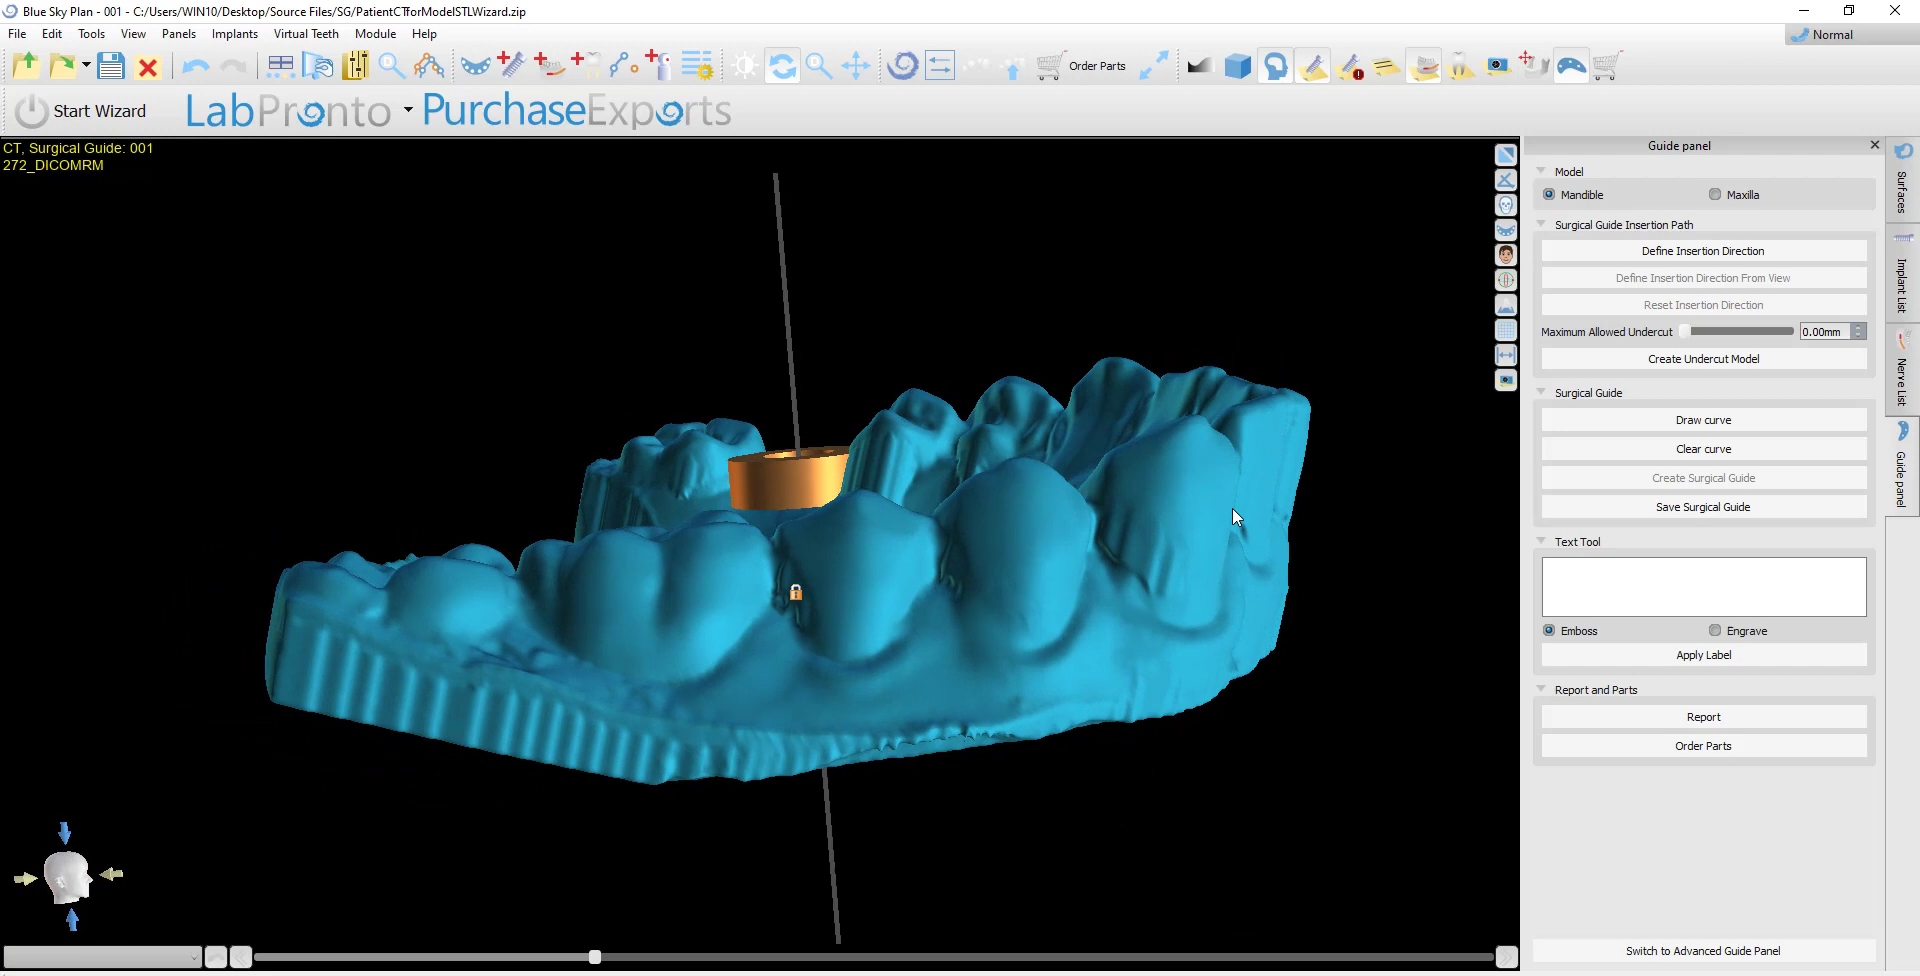 Blue Sky Plan - 001 - C:/Users/WIN10/Desktop/Source Files/SG/PatientCTforModelSTLWizard.zip
File Edit Tools View Panels Implants Virtual Teeth Module Help
Normal
Order Parts
Start Wizard
LabPronto
PurchaseExports
CT, Surgical Guide: 001
272_DICOMRM
Guide panel
Model
Mandible Maxilla
Surgical Guide Insertion Path
Define Insertion Direction
Define Insertion Direction From View
Reset Insertion Direction
Maximum Allowed Undercut 0.00mm
Create Undercut Model
Surgical Guide
Draw curve
Clear curve
Create Surgical Guide
Save Surgical Guide
Text Tool
Emboss Engrave
Apply Label
Report and Parts
Report
Order Parts
Switch to Advanced Guide Panel
Surfaces
Implant List
Nerve List
Guide panel